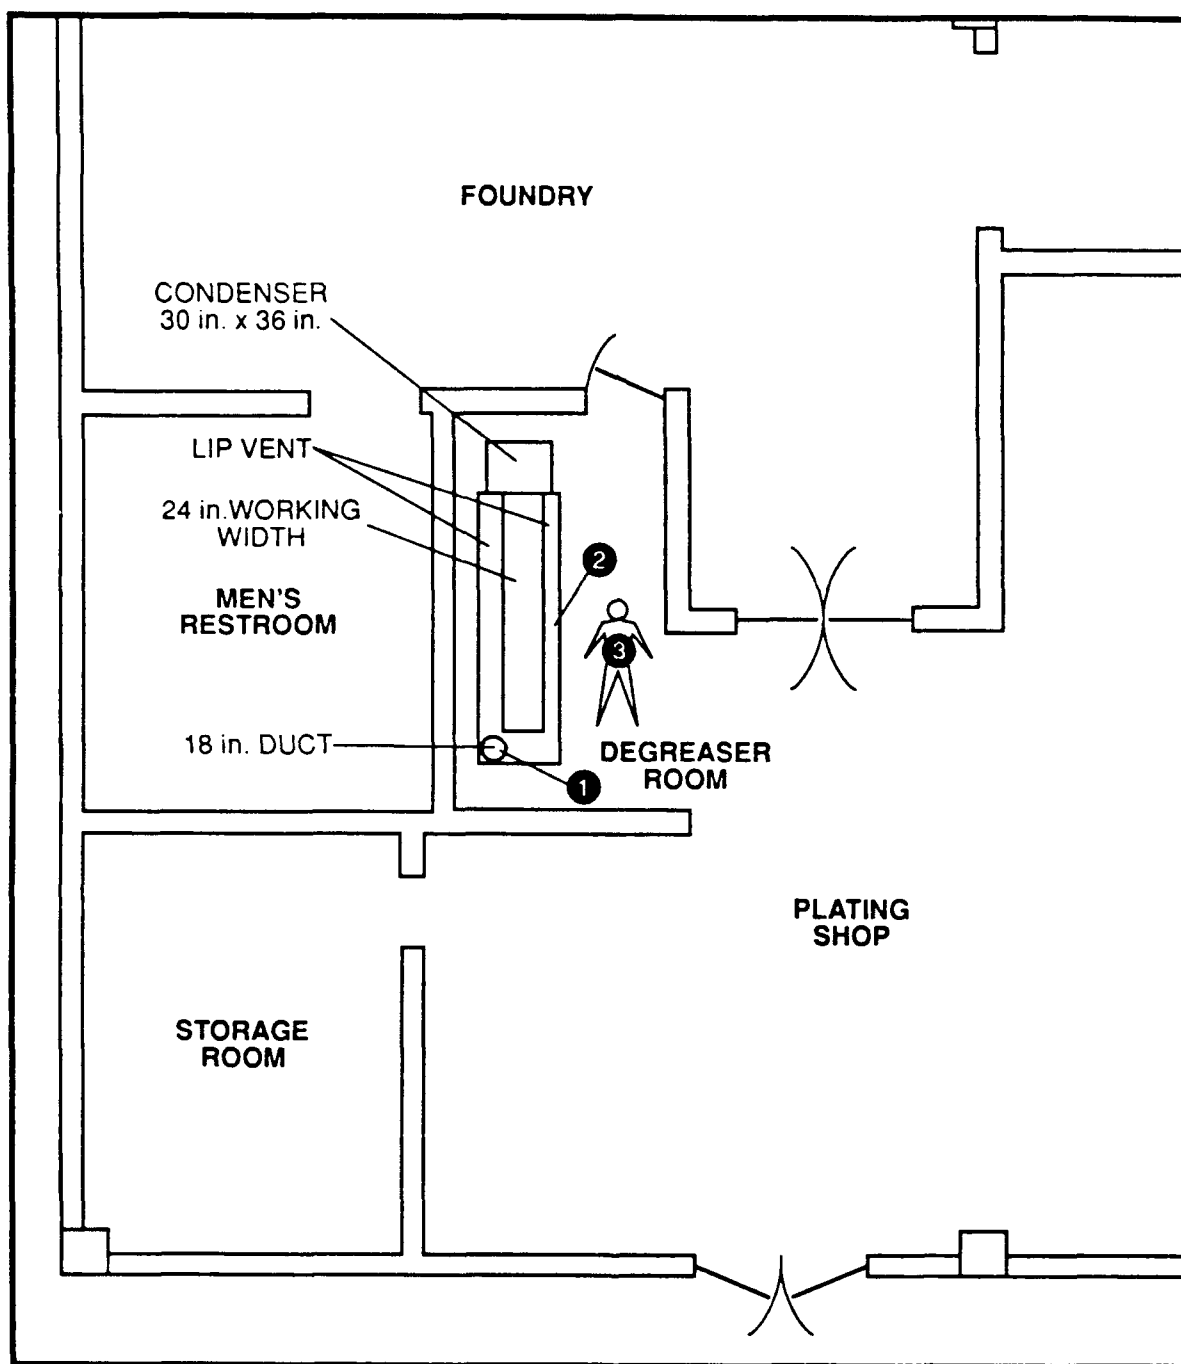 FOUNDRY
CONDENSER
30 in. x 36 in.
LIP VENT
24 in.WORKING
WIDTH
2
MEN'S
RESTROOM
3
18 in. DUCT
DEGREASER
ROOM
1
PLATING
SHOP
STORAGE
ROOM